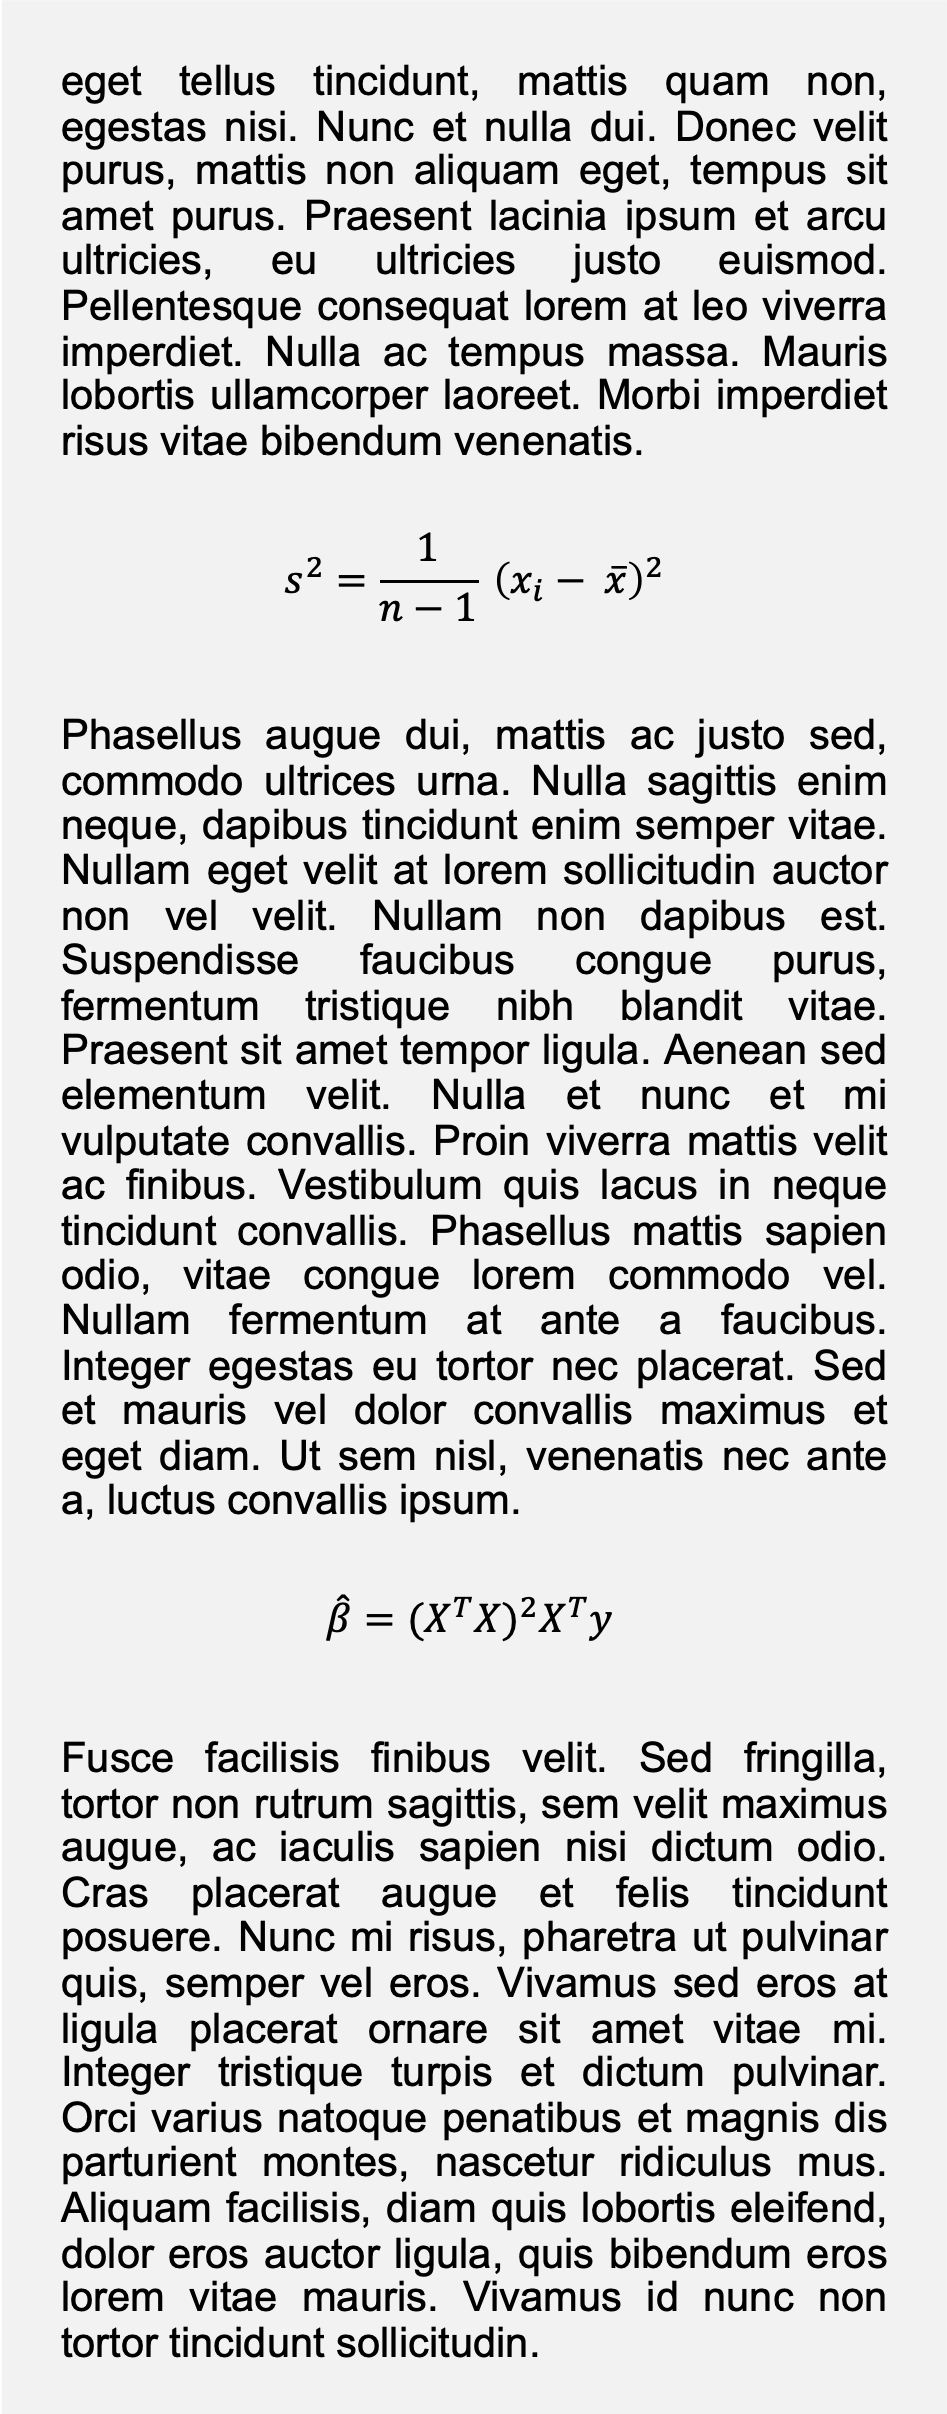 eget tellus tincidunt, mattis quam non,
egestas nisi. Nunc et nulla dui. Donec velit
purus, mattis non aliquam eget, tempus sit
amet purus. Praesent lacinia ipsum et arcu
ultricies, eu ultricies justo euismod.
Pellentesque consequat lorem at leo viverra
imperdiet. Nulla ac tempus massa. Mauris
lobortis ullamcorper laoreet. Morbi imperdiet
risus vitae bibendum venenatis.
$s^2 = \frac{1}{n-1} (x_i - \bar{x})^2$
Phasellus augue dui, mattis ac justo sed,
commodo ultrices urna. Nulla sagittis enim
neque, dapibus tincidunt enim semper vitae.
Nullam eget velit at lorem sollicitudin auctor
non vel velit. Nullam non dapibus est.
Suspendisse faucibus congue purus,
fermentum tristique nibh blandit vitae.
Praesent sit amet tempor ligula. Aenean sed
elementum velit. Nulla et nunc et mi
vulputate convallis. Proin viverra mattis velit
ac finibus. Vestibulum quis lacus in neque
tincidunt convallis. Phasellus mattis sapien
odio, vitae congue lorem commodo vel.
Nullam fermentum at ante a faucibus.
Integer egestas eu tortor nec placerat. Sed
et mauris vel dolor convallis maximus et
eget diam. Ut sem nisl, venenatis nec ante
a, luctus convallis ipsum.
$\hat{\beta} = (X^T X)^2 X^T y$
Fusce facilisis finibus velit. Sed fringilla,
tortor non rutrum sagittis, sem velit maximus
augue, ac iaculis sapien nisi dictum odio.
Cras placerat augue et felis tincidunt
posuere. Nunc mi risus, pharetra ut pulvinar
quis, semper vel eros. Vivamus sed eros at
ligula placerat ornare sit amet vitae mi.
Integer tristique turpis et dictum pulvinar.
Orci varius natoque penatibus et magnis dis
parturient montes, nascetur ridiculus mus.
Aliquam facilisis, diam quis lobortis eleifend,
dolor eros auctor ligula, quis bibendum eros
lorem vitae mauris. Vivamus id nunc non
tortor tincidunt sollicitudin.